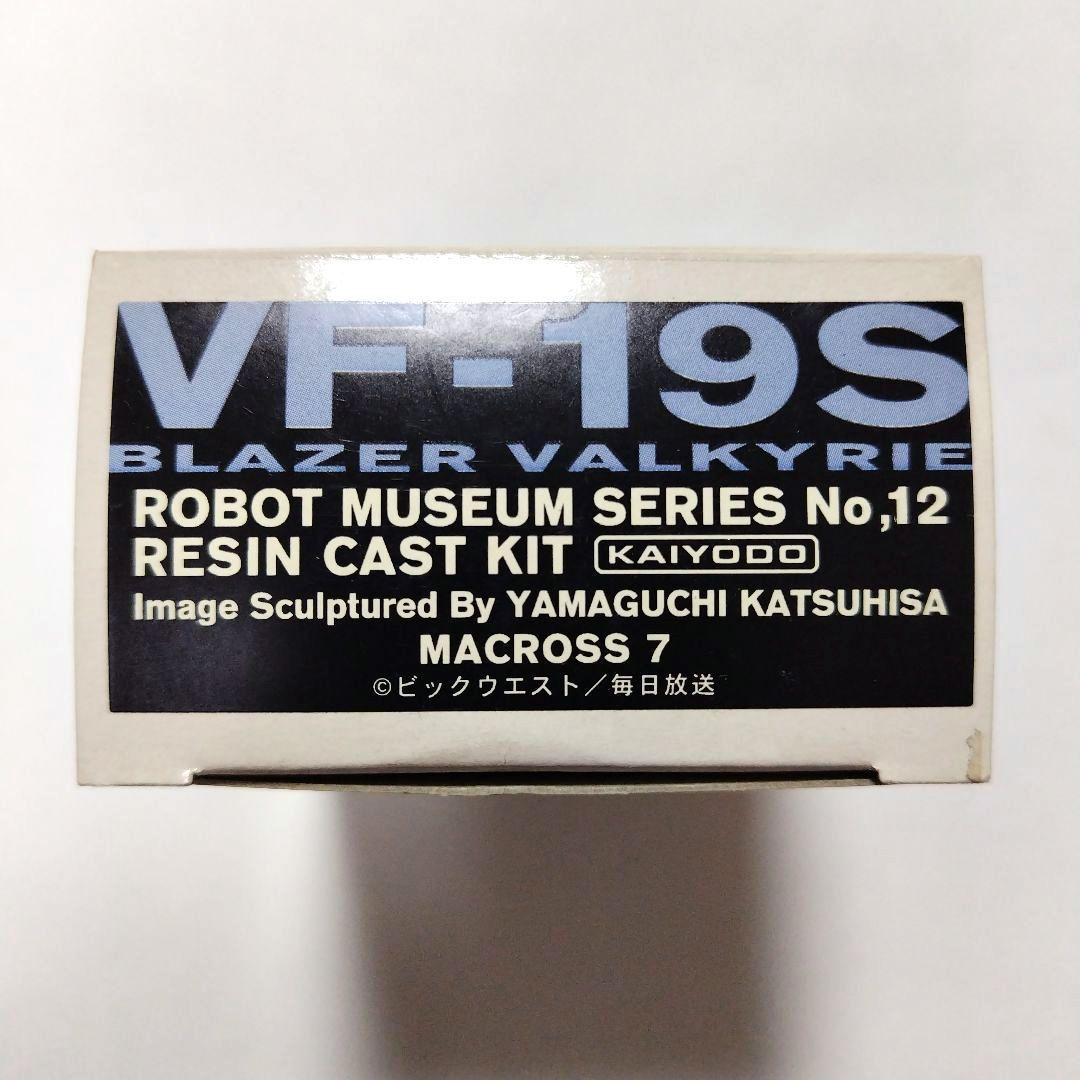 VF-19S
BLAZER VALKYRIE
ROBOT MUSEUM SERIES No,12
RESIN CAST KIT KAIYODO
Image Sculptured By YAMAGUCHI KATSUHISA
MACROSS 7
©ビックウエスト／毎日放送